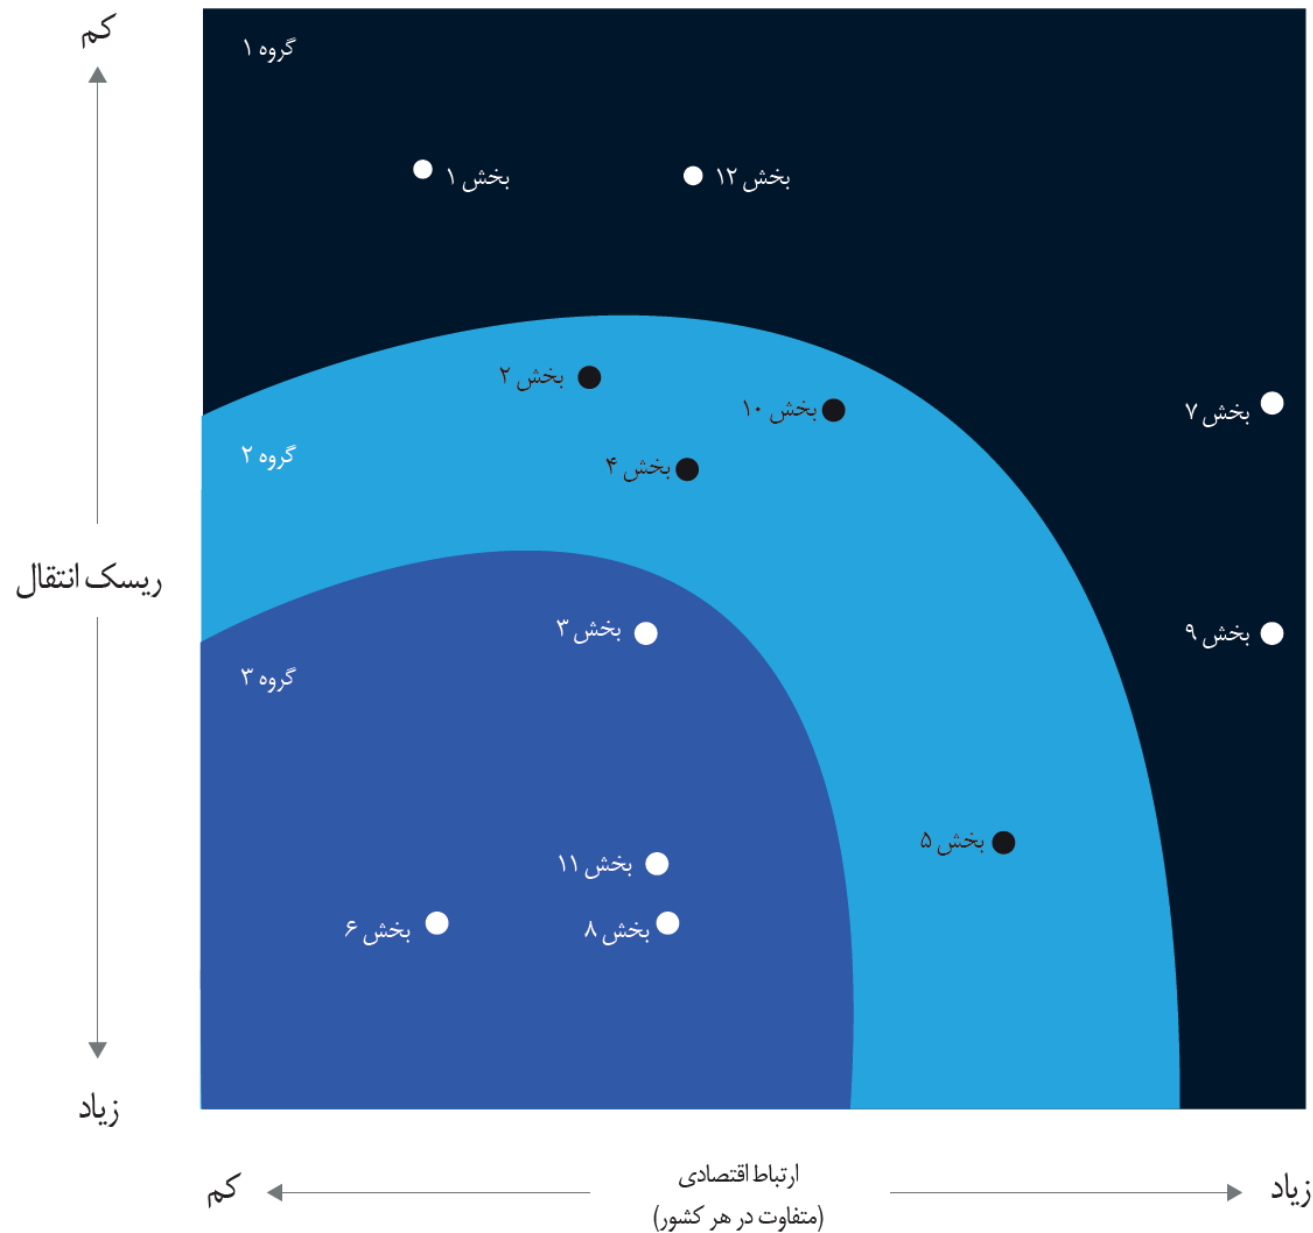 کم
گروه ۱
بخش ۱
بخش ۱۲
بخش ۲
بخش ۱۰
بخش ۷
گروه ۲
بخش ۴
ریسک انتقال
بخش ۳
بخش ۹
گروه ۳
بخش ۵
بخش ۱۱
بخش ۶
بخش ۸
زیاد
کم
ارتباط اقتصادی
(متفاوت در هر کشور)
زیاد